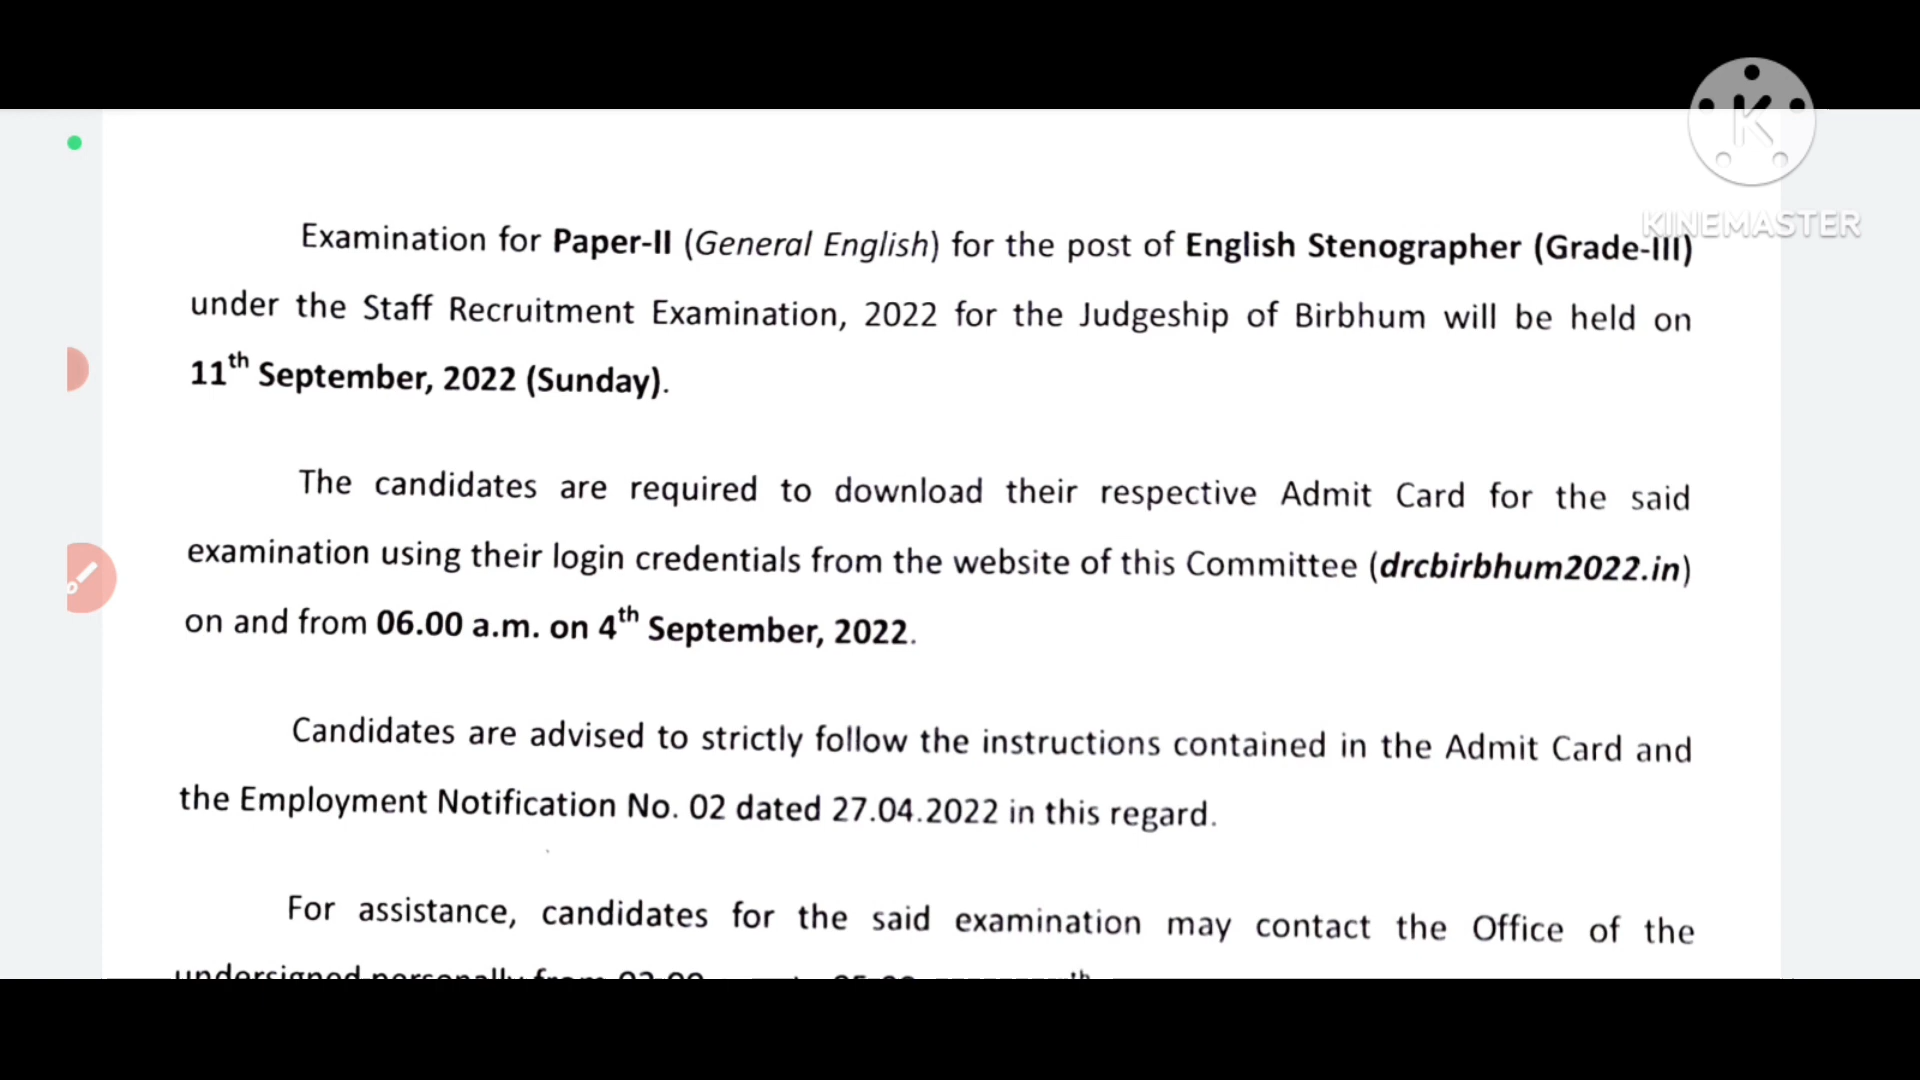 KINEMASTER
Examination for Paper-II (General English) for the post of English Stenographer (Grade-III)
under the Staff Recruitment Examination, 2022 for the Judgeship of Birbhum will be held on
11th September, 2022 (Sunday).
The candidates are required to download their respective Admit Card for the said
examination using their login credentials from the website of this Committee (drcbirbhum2022.in)
on and from 06.00 a.m. on 4th September, 2022.
Candidates are advised to strictly follow the instructions contained in the Admit Card and
the Employment Notification No. 02 dated 27.04.2022 in this regard.
For assistance, candidates for the said examination may contact the Office of the
undersigned personally from